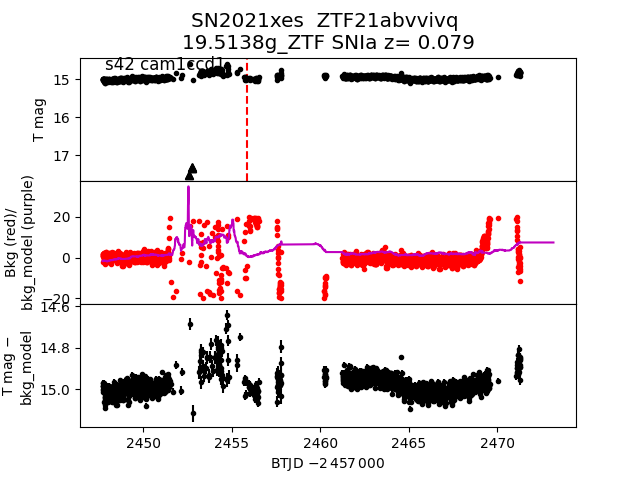 SN2021xes  ZTF21abvvivq
19.5138g_ZTF SNIa z= 0.079
s42 cam1ccd1
15
16
17
T mag
20
0
−20
Bkg (red)/
bkg_model (purple)
14.6
14.8
15.0
T mag −
bkg_model
2450
2455
2460
2465
2470
BTJD −2 457 000